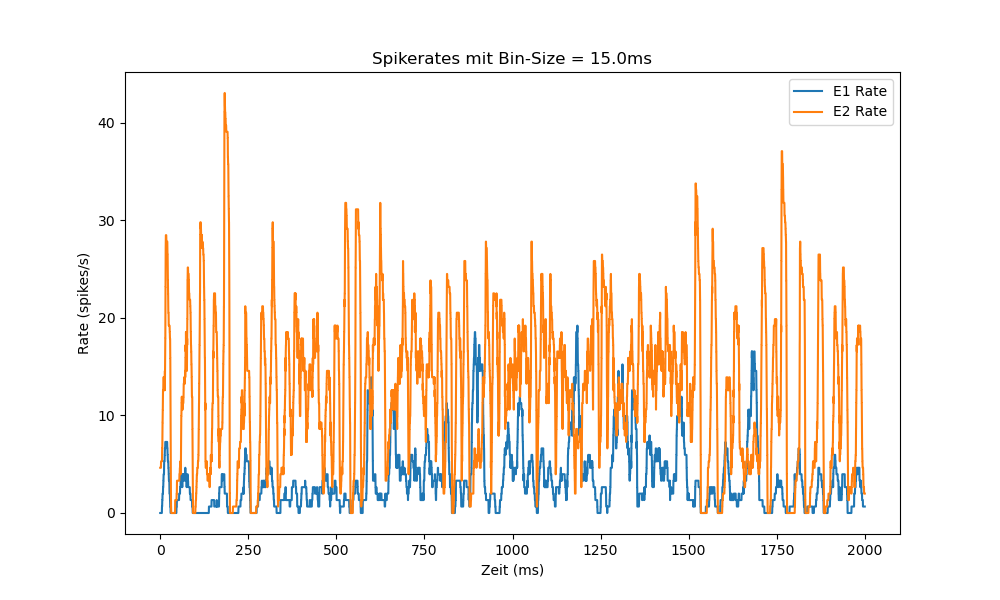 Spikerates mit Bin-Size = 15.0ms
E1 Rate
E2 Rate
Rate (spikes/s)
40
30
20
10
0
0 250 500 750 1000 1250 1500 1750 2000
Zeit (ms)